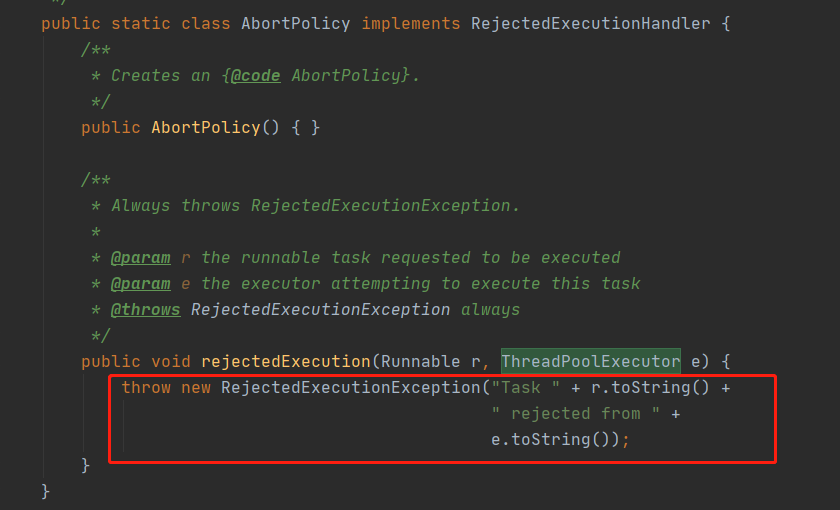 */
public static class AbortPolicy implements RejectedExecutionHandler {
/**
* Creates an {@code AbortPolicy}.
*/
public AbortPolicy() { }
/**
* Always throws RejectedExecutionException.
*
* @param r the runnable task requested to be executed
* @param e the executor attempting to execute this task
* @throws RejectedExecutionException always
*/
public void rejectedExecution(Runnable r, ThreadPoolExecutor e) {
throw new RejectedExecutionException("Task " + r.toString() +
" rejected from " +
e.toString());
}
}